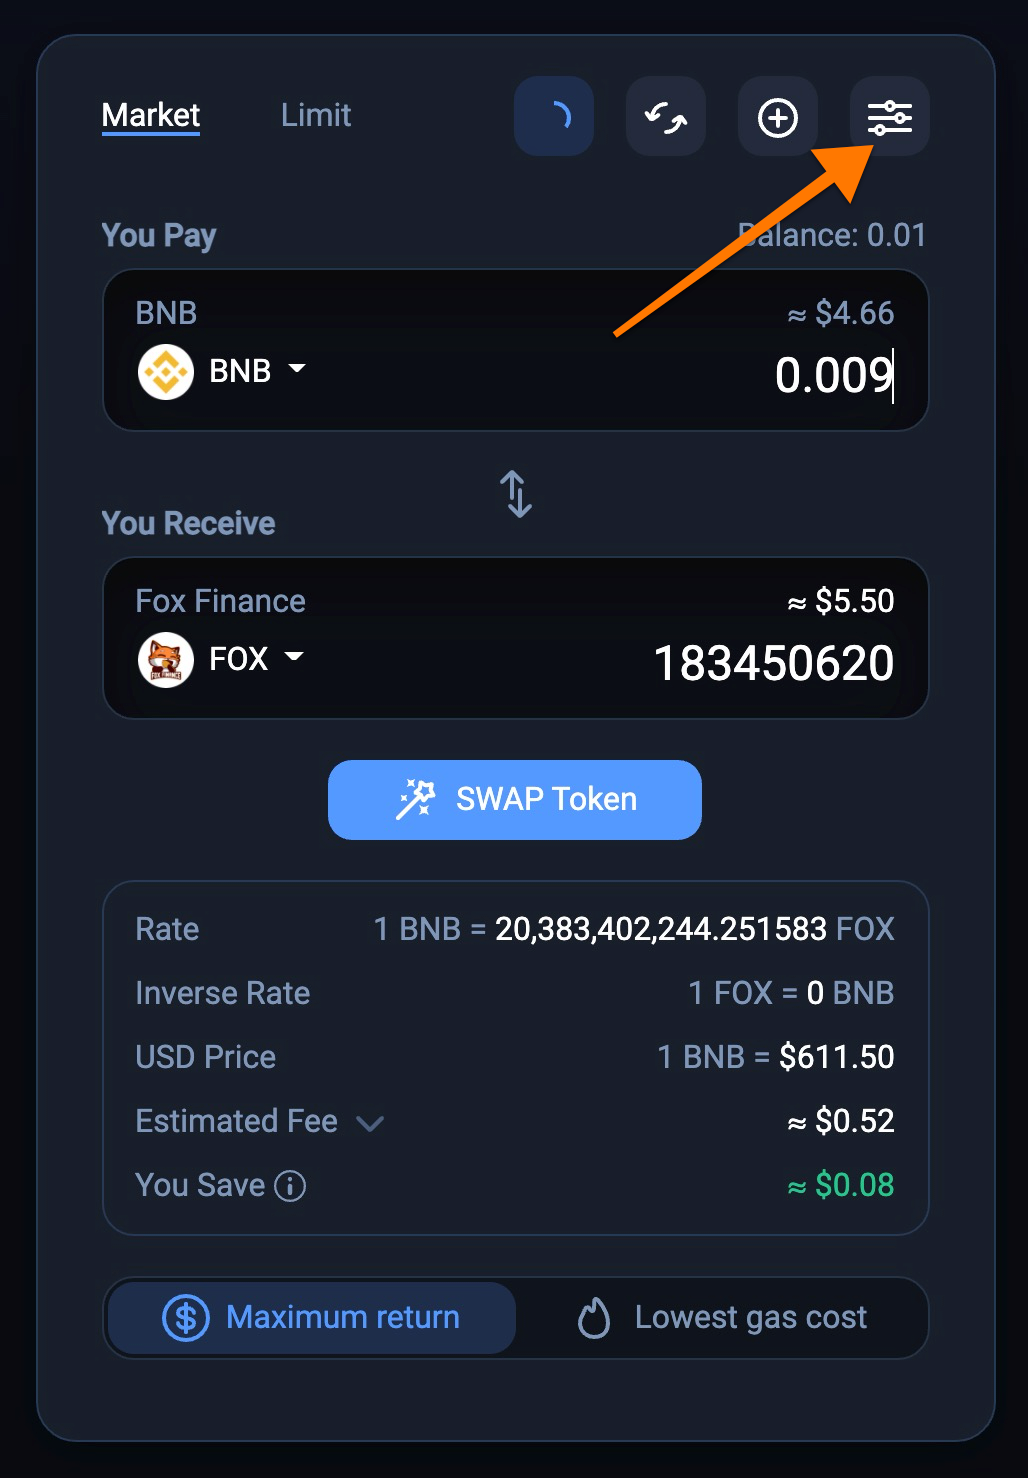 Market Limit
You Pay Balance: 0.01
BNB ≈ $4.66
BNB 0.009
You Receive
Fox Finance ≈ $5.50
FOX 183450620
FOX FINANCE
SWAP Token
Rate 1 BNB = 20,383,402,244.251583 FOX
Inverse Rate 1 FOX = 0 BNB
USD Price 1 BNB = $611.50
Estimated Fee ≈ $0.52
You Save ≈ $0.08
Maximum return Lowest gas cost